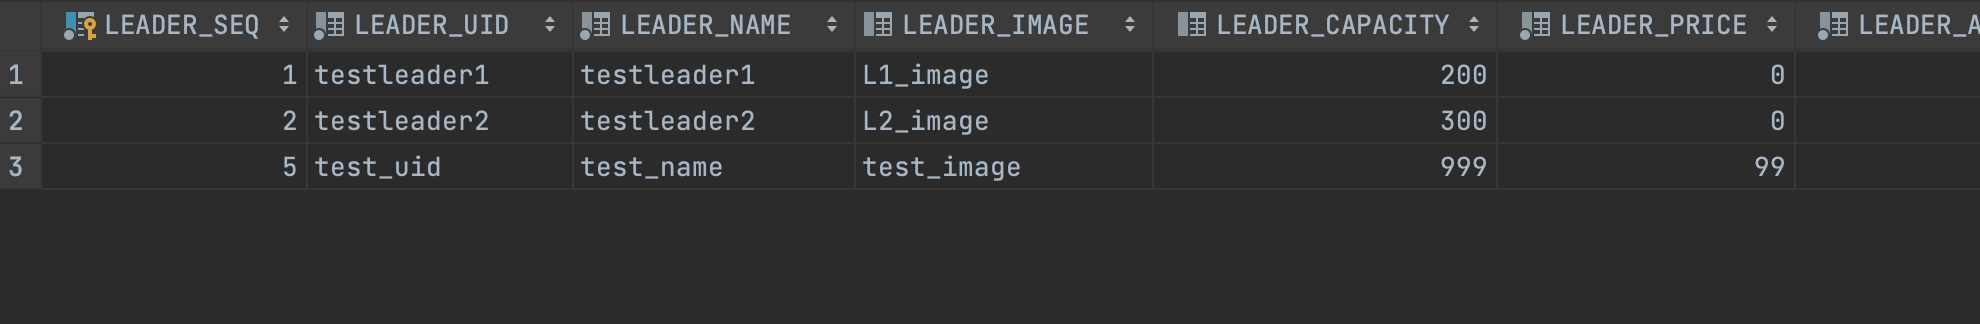 LEADER_SEQ LEADER_UID LEADER_NAME LEADER_IMAGE LEADER_CAPACITY LEADER_PRICE LEADER_A
1 1 testleader1 testleader1 L1_image 200 0
2 2 testleader2 testleader2 L2_image 300 0
3 5 test_uid test_name test_image 999 99